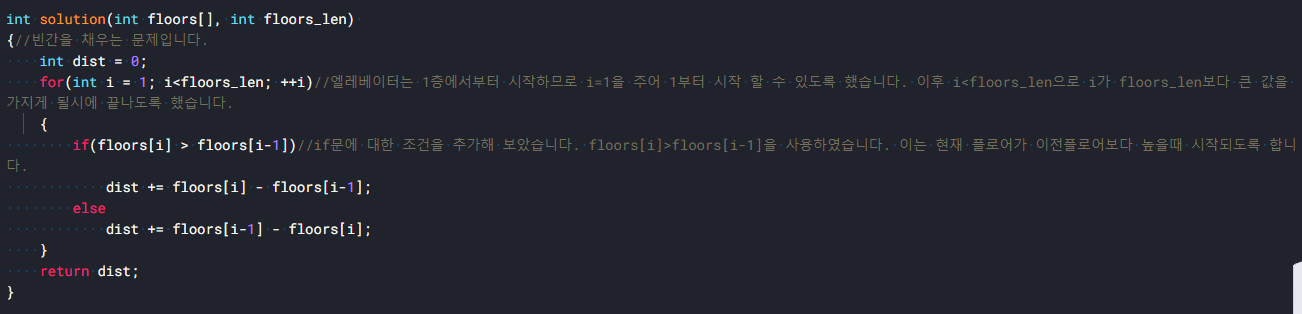 int solution(int floors[], int floors_len)
{//빈간을 채우는 문제입니다.
int dist = 0;
for(int i = 1; i<floors_len; ++i)//엘레베이터는 1층에서부터 시작하므로 i=1을 주어 1부터 시작 할 수 있도록 했습니다. 이후 i<floors_len으로 i가 floors_len보다 큰 값을
가지게 될시에 끝나도록 했습니다.
{
if(floors[i] > floors[i-1])//if문에 대한 조건을 추가해 보았습니다. floors[i]>floors[i-1]을 사용하였습니다. 이는 현재 플로어가 이전플로어보다 높을때 시작되도록 합니
다.
dist += floors[i] - floors[i-1];
else
dist += floors[i-1] - floors[i];
}
return dist;
}